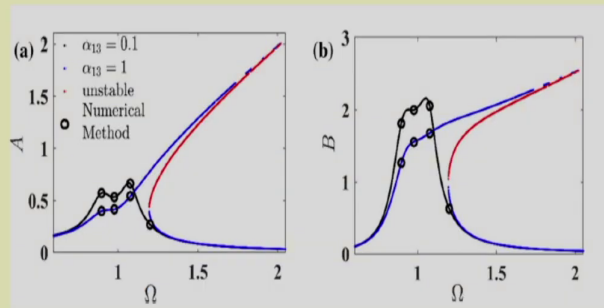 (a)
2
1.5
1
0.5
0
A
α₁₃ = 0.1
α₁₃ = 1
unstable
Numerical
Method
1
1.5
2
Ω
(b)
3
2
1
0
B
1
1.5
2
Ω